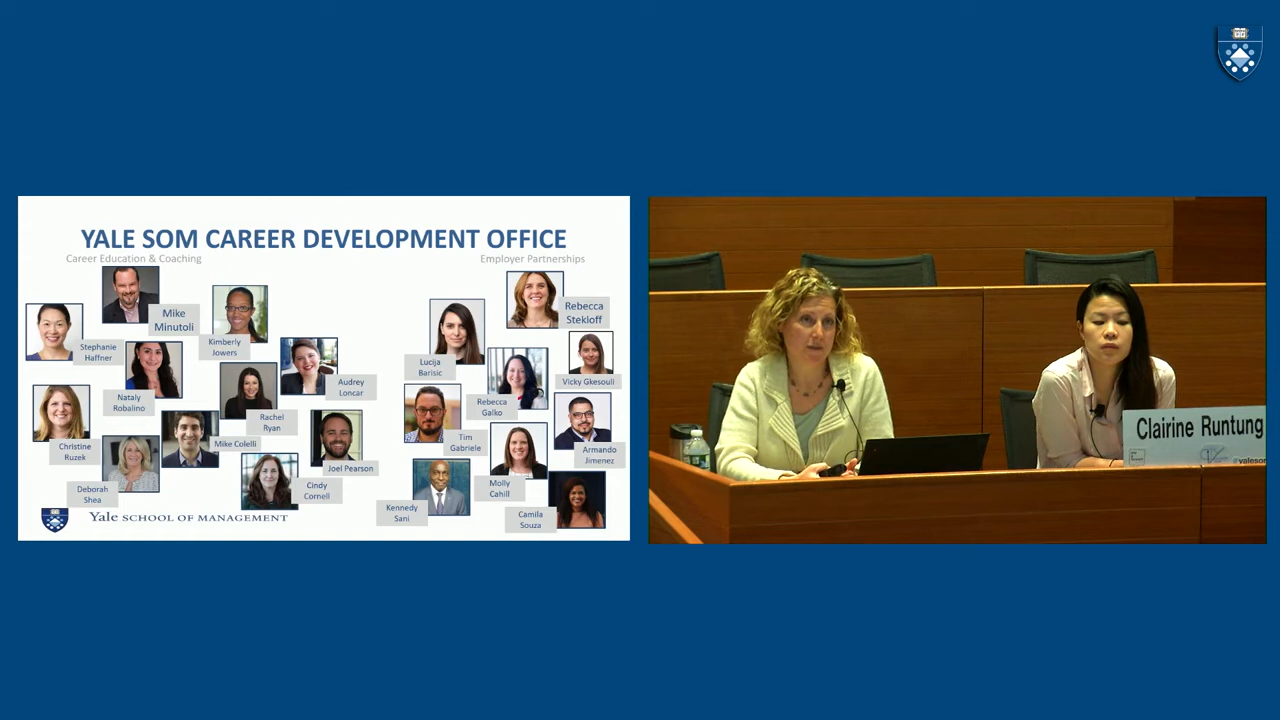 YALE SOM CAREER DEVELOPMENT OFFICE
Career Education & Coaching
Employer Partnerships
Mike
Minutoli
Stephanie
Haffner
Kimberly
Jowers
Nataly
Robalino
Audrey
Loncar
Rachel
Ryan
Christine
Ruzek
Mike Colelli
Joel Pearson
Deborah
Shea
Cindy
Cornell
Rebecca
Stekloff
Lucija
Barisic
Vicky Gkesouli
Rebecca
Galko
Tim
Gabriele
Armando
Jimenez
Molly
Cahill
Kennedy
Sani
Camila
Souza
Yale SCHOOL OF MANAGEMENT
Clairine Runtung